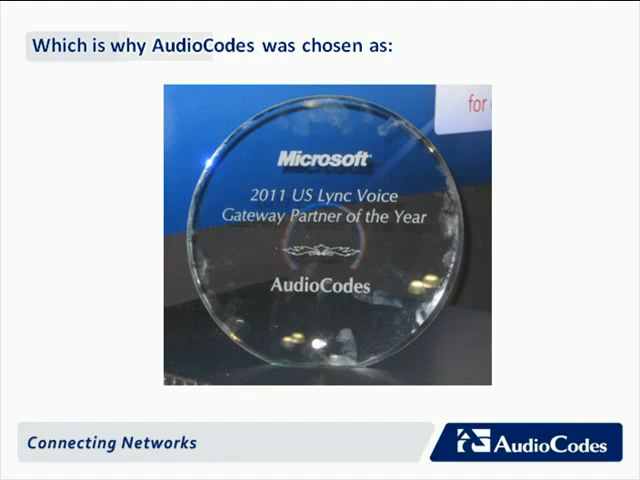 Which is why AudioCodes was chosen as:
for
Microsoft
2011 US Lync Voice
Gateway Partner of the Year
AudioCodes
Connecting Networks
AudioCodes